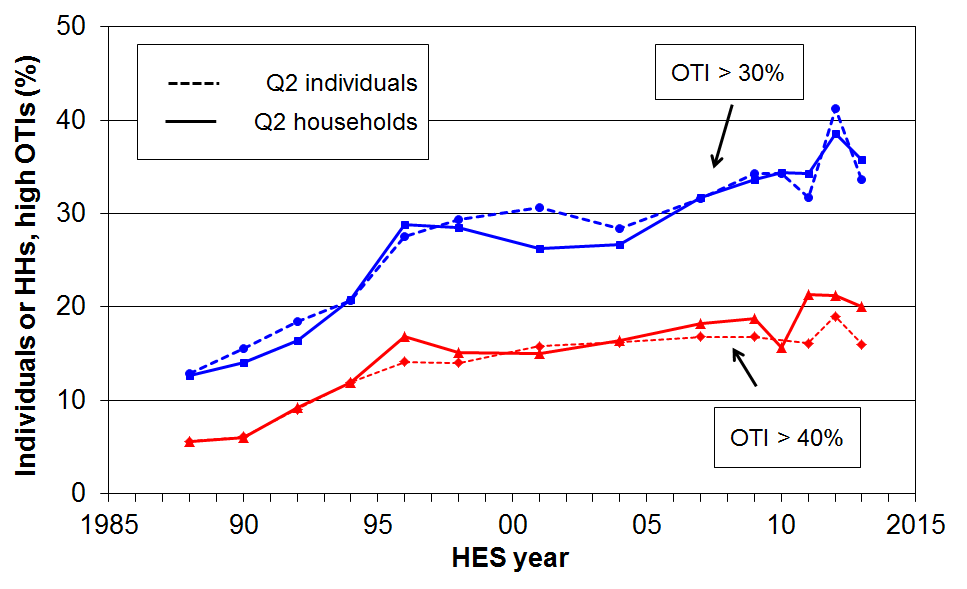 Individuals or HHs, high OTIs (%)
50
40
30
20
10
0
Q2 individuals
Q2 households
OTI > 30%
OTI > 40%
1985
90
95
00
05
10
2015
HES year